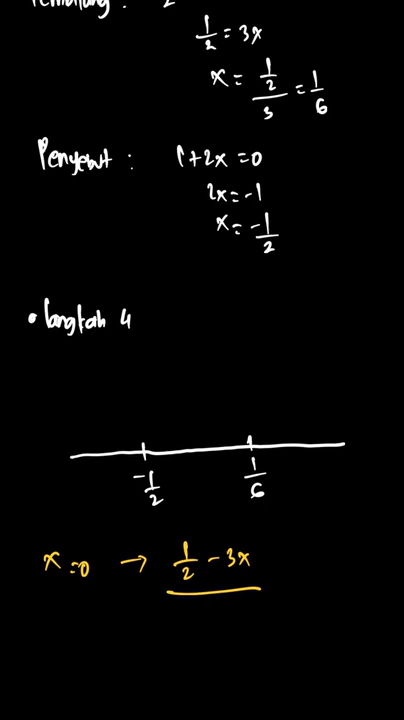 1/2 = 3x
x = 1/2 / 3 = 1/6
Penyebut : 1+2x = 0
2x = -1
x = -1/2
• langkah 4
-1/2 1/6
x = 0 → 1/2 - 3x